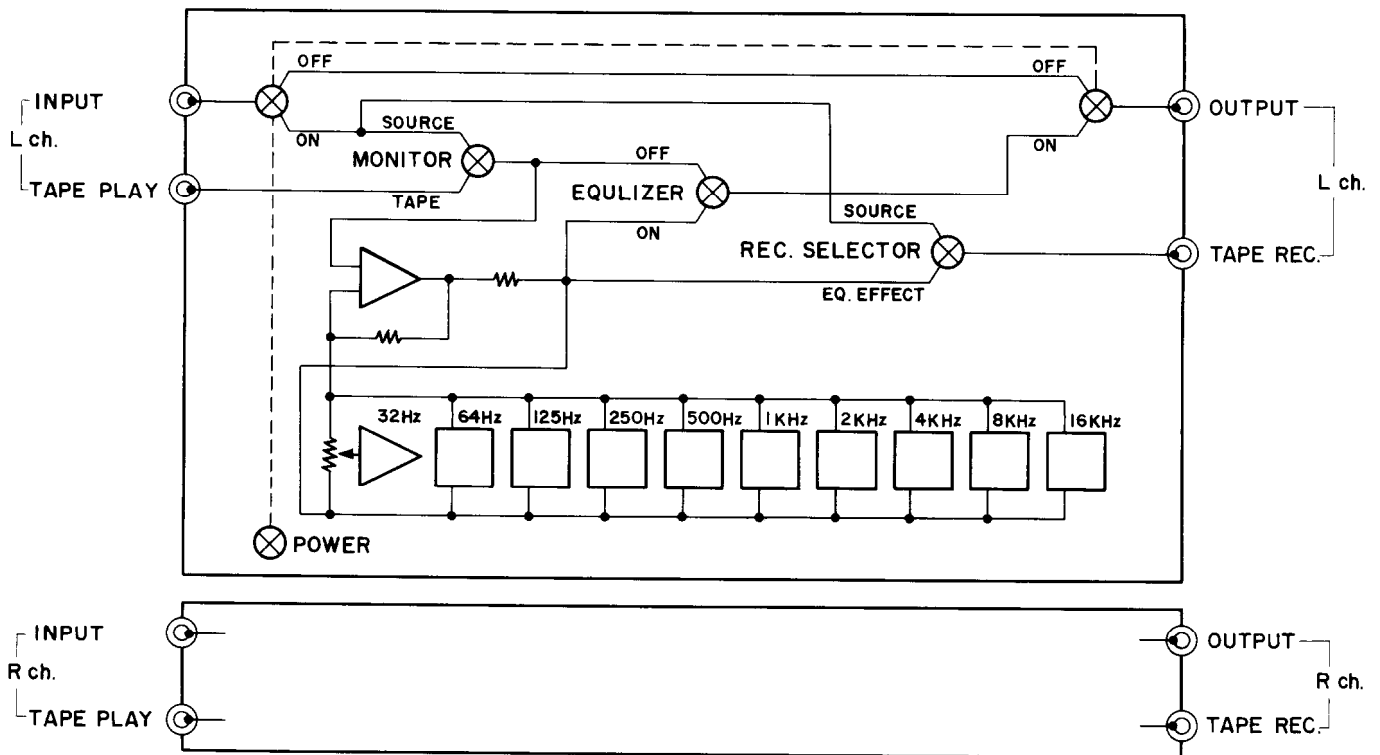 OFF
OFF
INPUT
OUTPUT
L ch.
ON
SOURCE
ON
MONITOR
OFF
TAPE PLAY
TAPE
EQULIZER
L ch.
ON
SOURCE
REC. SELECTOR
TAPE REC.
EQ. EFFECT
32Hz
64Hz
125Hz
250Hz
500Hz
1KHz
2KHz
4KHz
8KHz
16KHz
POWER
INPUT
OUTPUT
R ch.
R ch.
TAPE PLAY
TAPE REC.